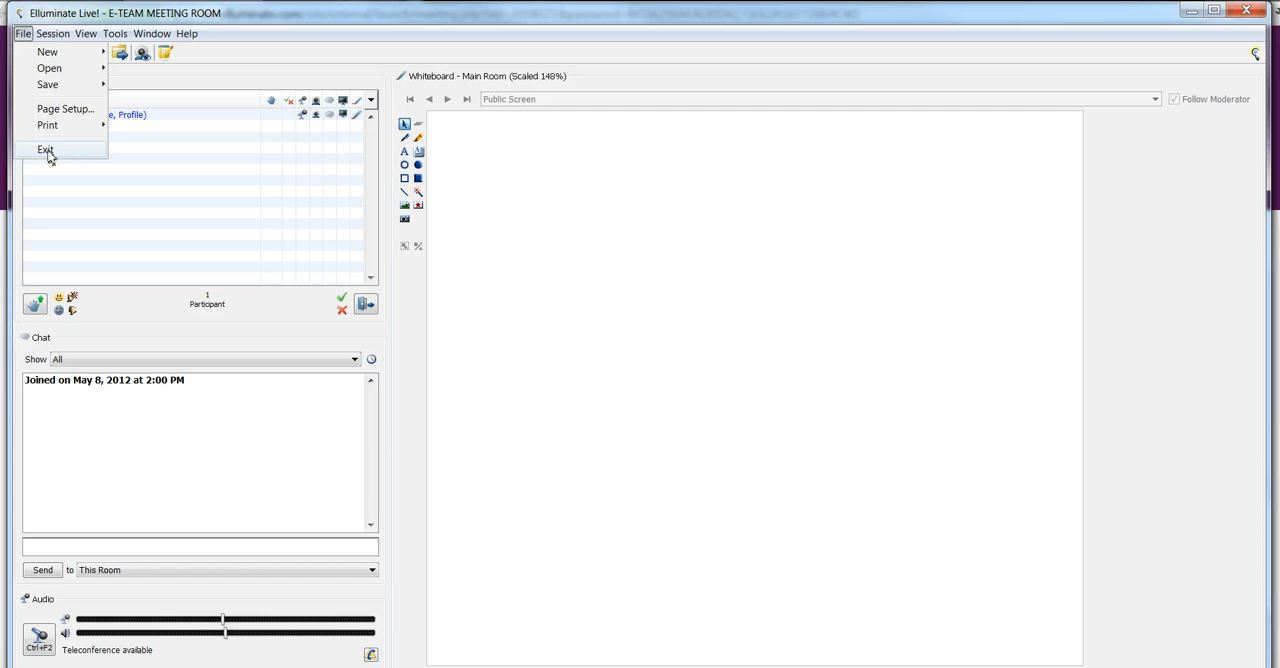 Elluminate Live! - E-TEAM MEETING ROOM
File Session View Tools Window Help
New
Open
Save
Page Setup...
Print
Exit
e, Profile)
1
Participant
Chat
Show All
Joined on May 8, 2012 at 2:00 PM
Send to This Room
Audio
Ctrl+F2
Teleconference available
Whiteboard - Main Room (Scaled 148%)
Public Screen
Follow Moderator
A A